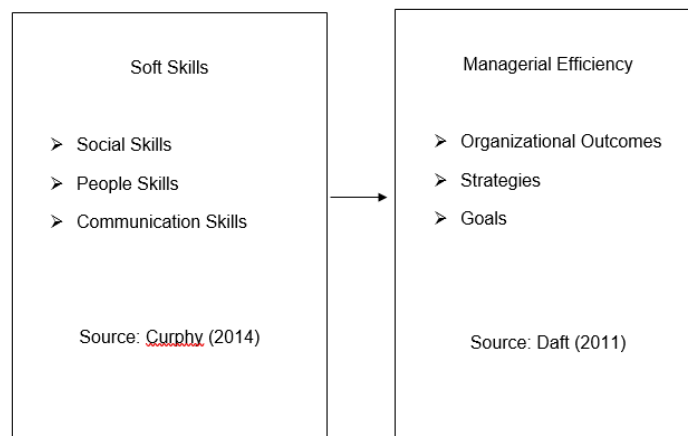 Soft Skills
Social Skills
People Skills
Communication Skills
Source: Curphy (2014)
Managerial Efficiency
Organizational Outcomes
Strategies
Goals
Source: Daft (2011)